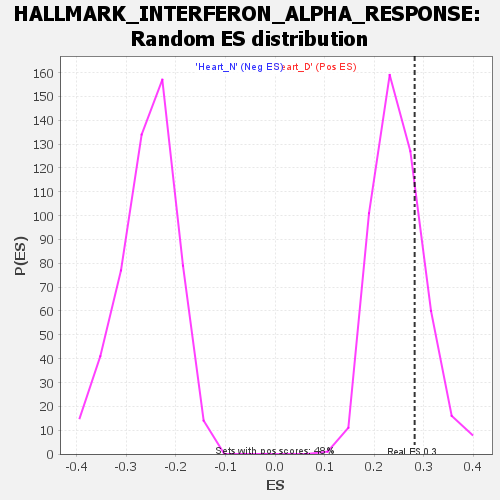 HALLMARK_INTERFERON_ALPHA_RESPONSE:
Random ES distribution
'Heart_N' (Neg ES) eart_D' (Pos ES)
160
150
140
130
120
110
100
90
80
70
60
50
40
30
20
10
0
P(ES)
Sets with pos scores: 48%
Real ES 0.3
-0.4 -0.3 -0.2 -0.1 0.0 0.1 0.2 0.3 0.4
ES